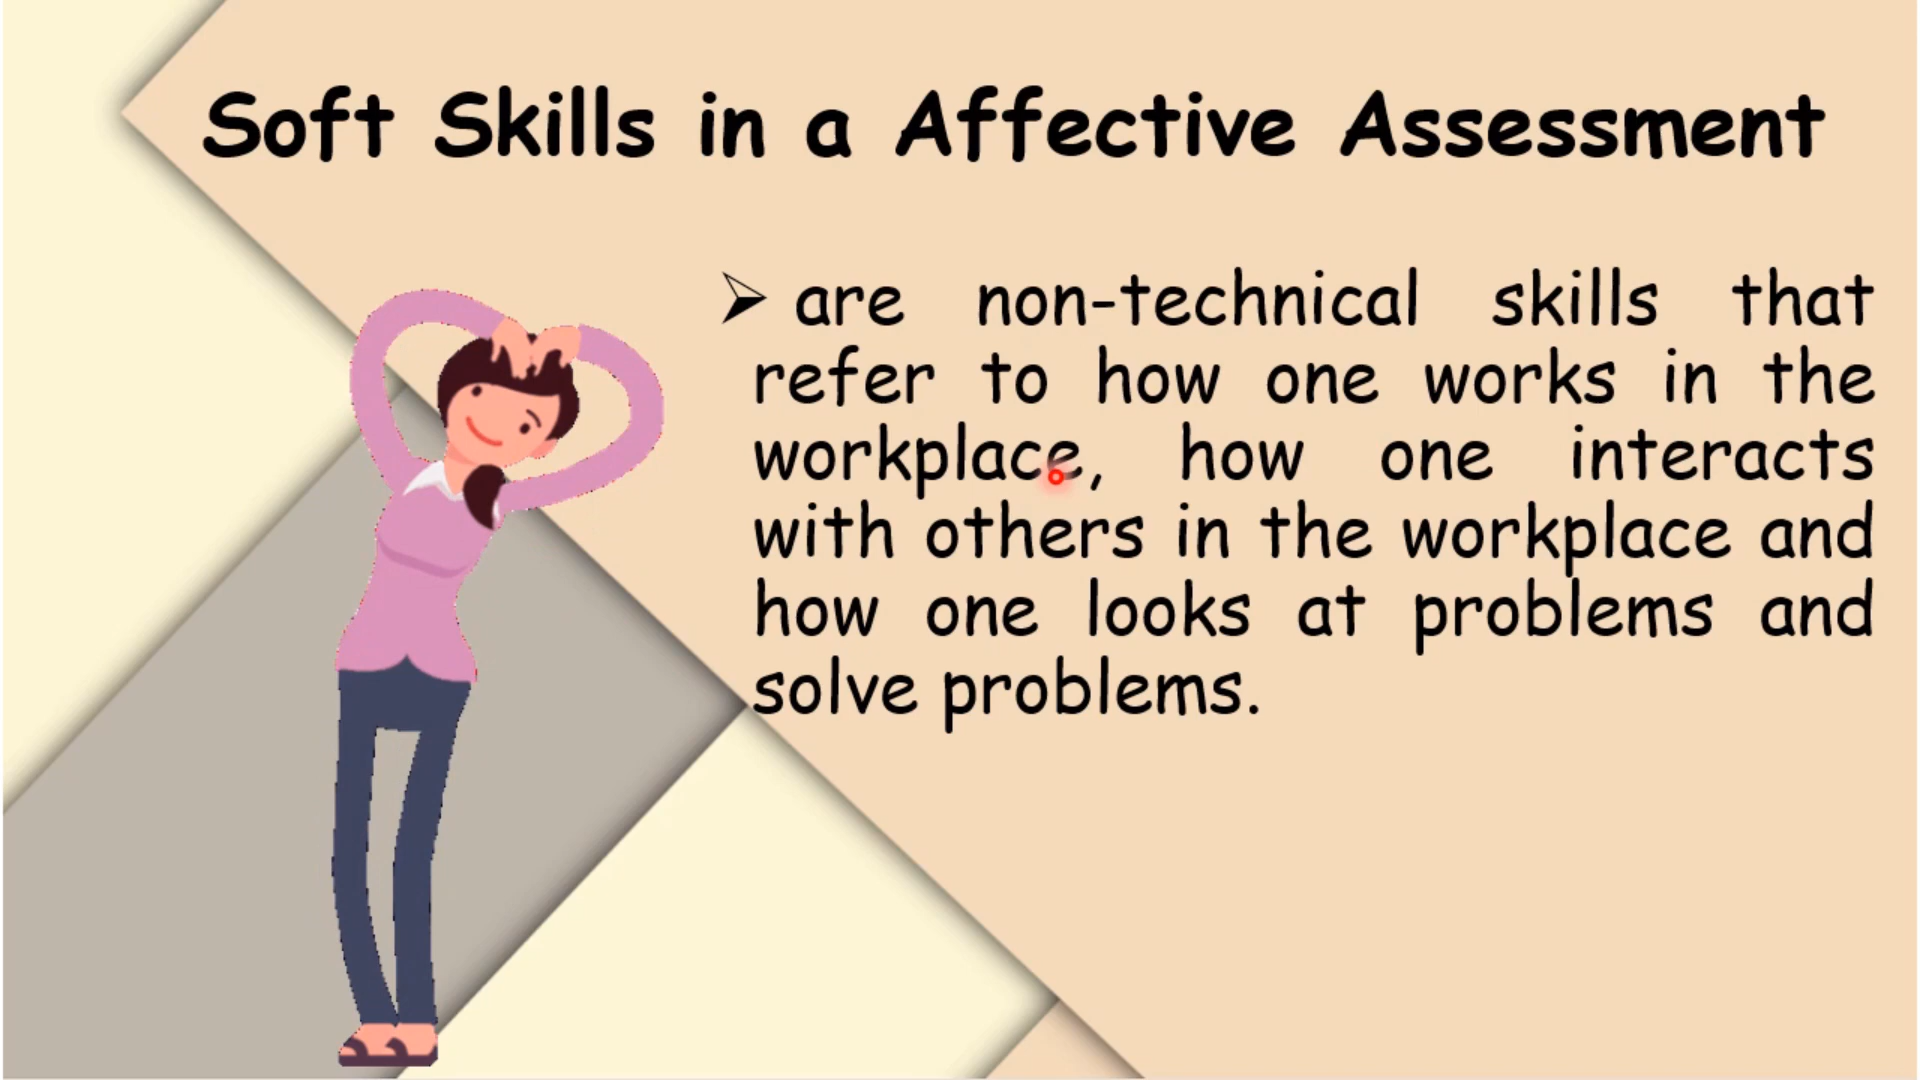 Soft Skills in a Affective Assessment
➢ are non-technical skills that
refer to how one works in the
workplace, how one interacts
with others in the workplace and
how one looks at problems and
solve problems.